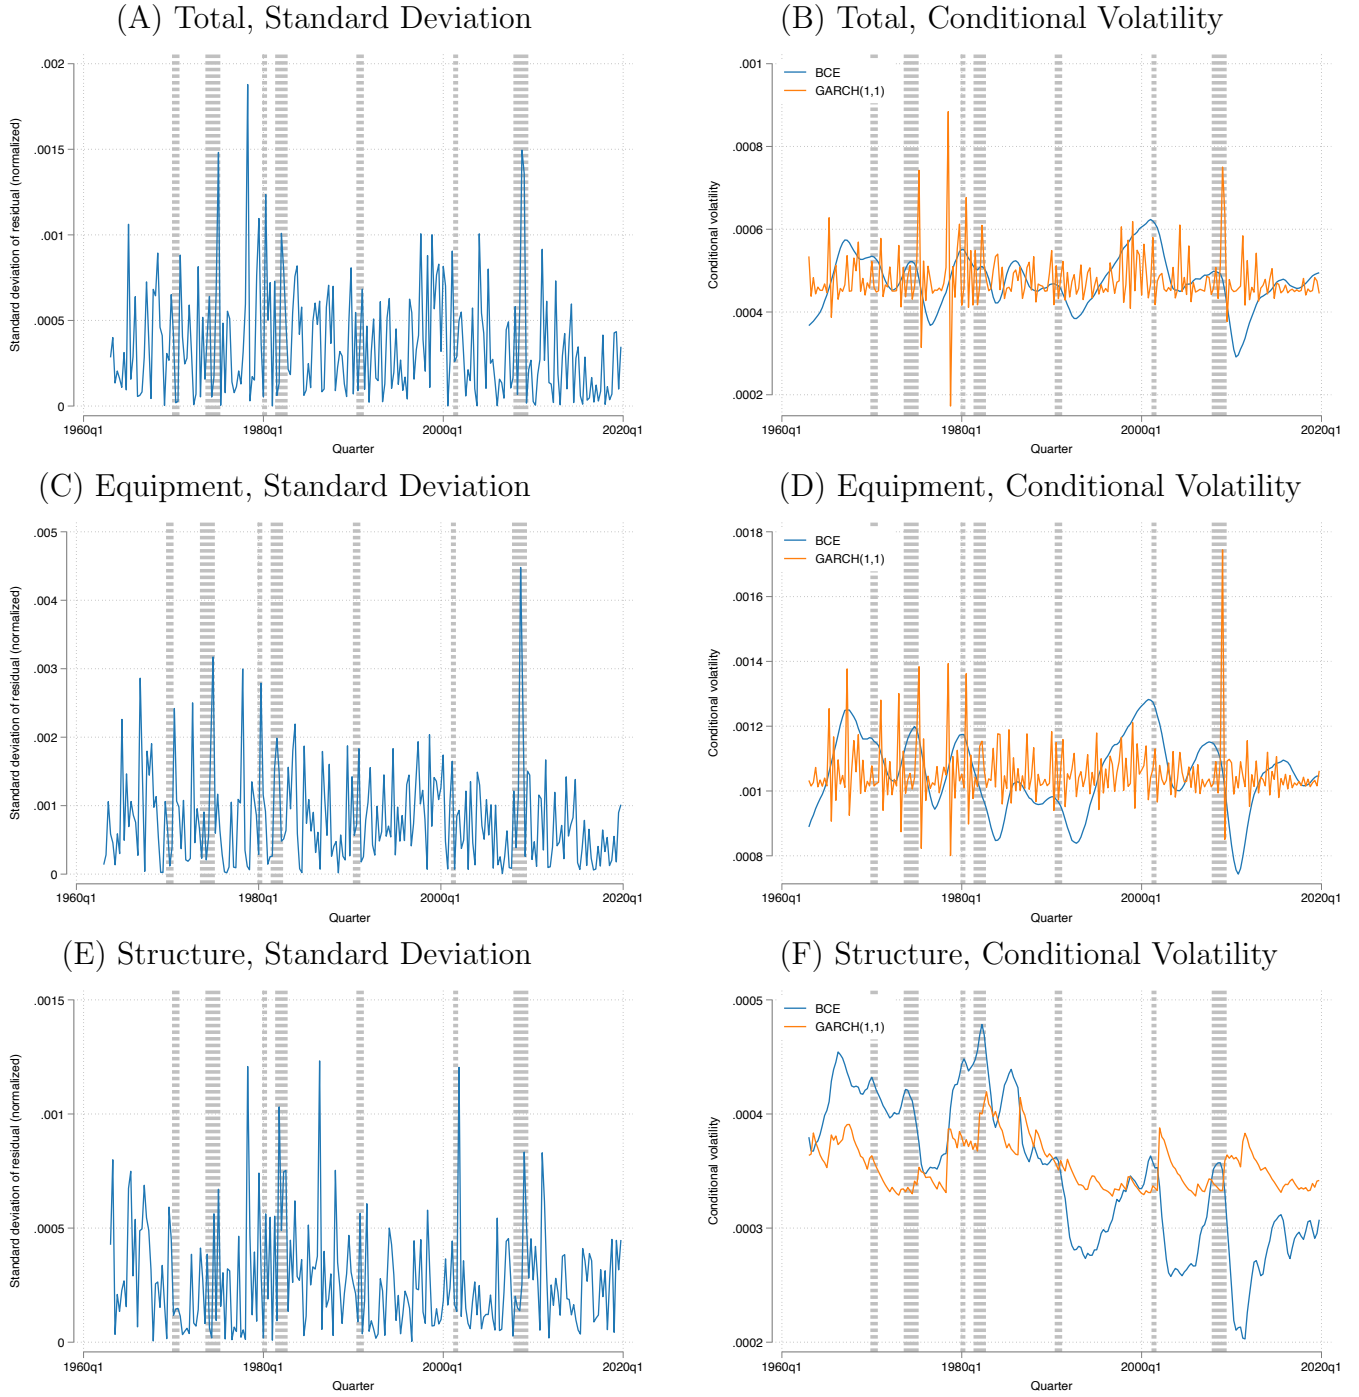 (A) Total, Standard Deviation
Standard deviation of residual (normalized)
.002
.0015
.001
.0005
0
1960q1 1980q1 2000q1 2020q1
Quarter
(B) Total, Conditional Volatility
Conditional volatility
.001
.0008
.0006
.0004
.0002
BCE
GARCH(1,1)
1960q1 1980q1 2000q1 2020q1
Quarter
(C) Equipment, Standard Deviation
Standard deviation of residual (normalized)
.005
.004
.003
.002
.001
0
1960q1 1980q1 2000q1 2020q1
Quarter
(D) Equipment, Conditional Volatility
Conditional volatility
.0018
.0016
.0014
.0012
.001
.0008
BCE
GARCH(1,1)
1960q1 1980q1 2000q1 2020q1
Quarter
(E) Structure, Standard Deviation
Standard deviation of residual (normalized)
.0015
.001
.0005
0
1960q1 1980q1 2000q1 2020q1
Quarter
(F) Structure, Conditional Volatility
Conditional volatility
.0005
.0004
.0003
.0002
BCE
GARCH(1,1)
1960q1 1980q1 2000q1 2020q1
Quarter